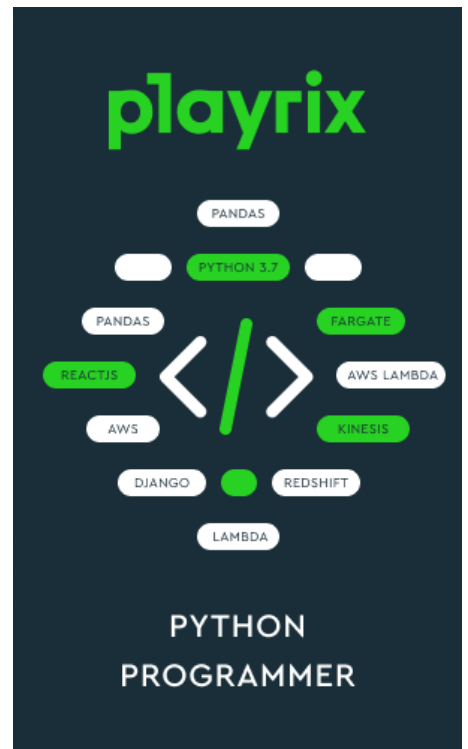 playrix
PANDAS
PYTHON 3.7
PANDAS
FARGATE
REACTJS
</>
AWS LAMBDA
AWS
KINESIS
DJANGO
REDSHIFT
LAMBDA
PYTHON
PROGRAMMER